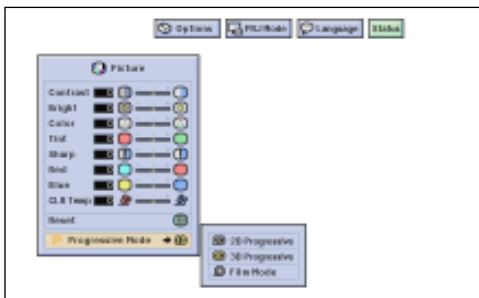 Options
P/U Mode
Language
Status
Picture
Contrast
Bright
Color
Tint
Sharp
Red
Blue
CLR Temp
Reset
Progressive Mode
2D Progressive
3D Progressive
Film Mode